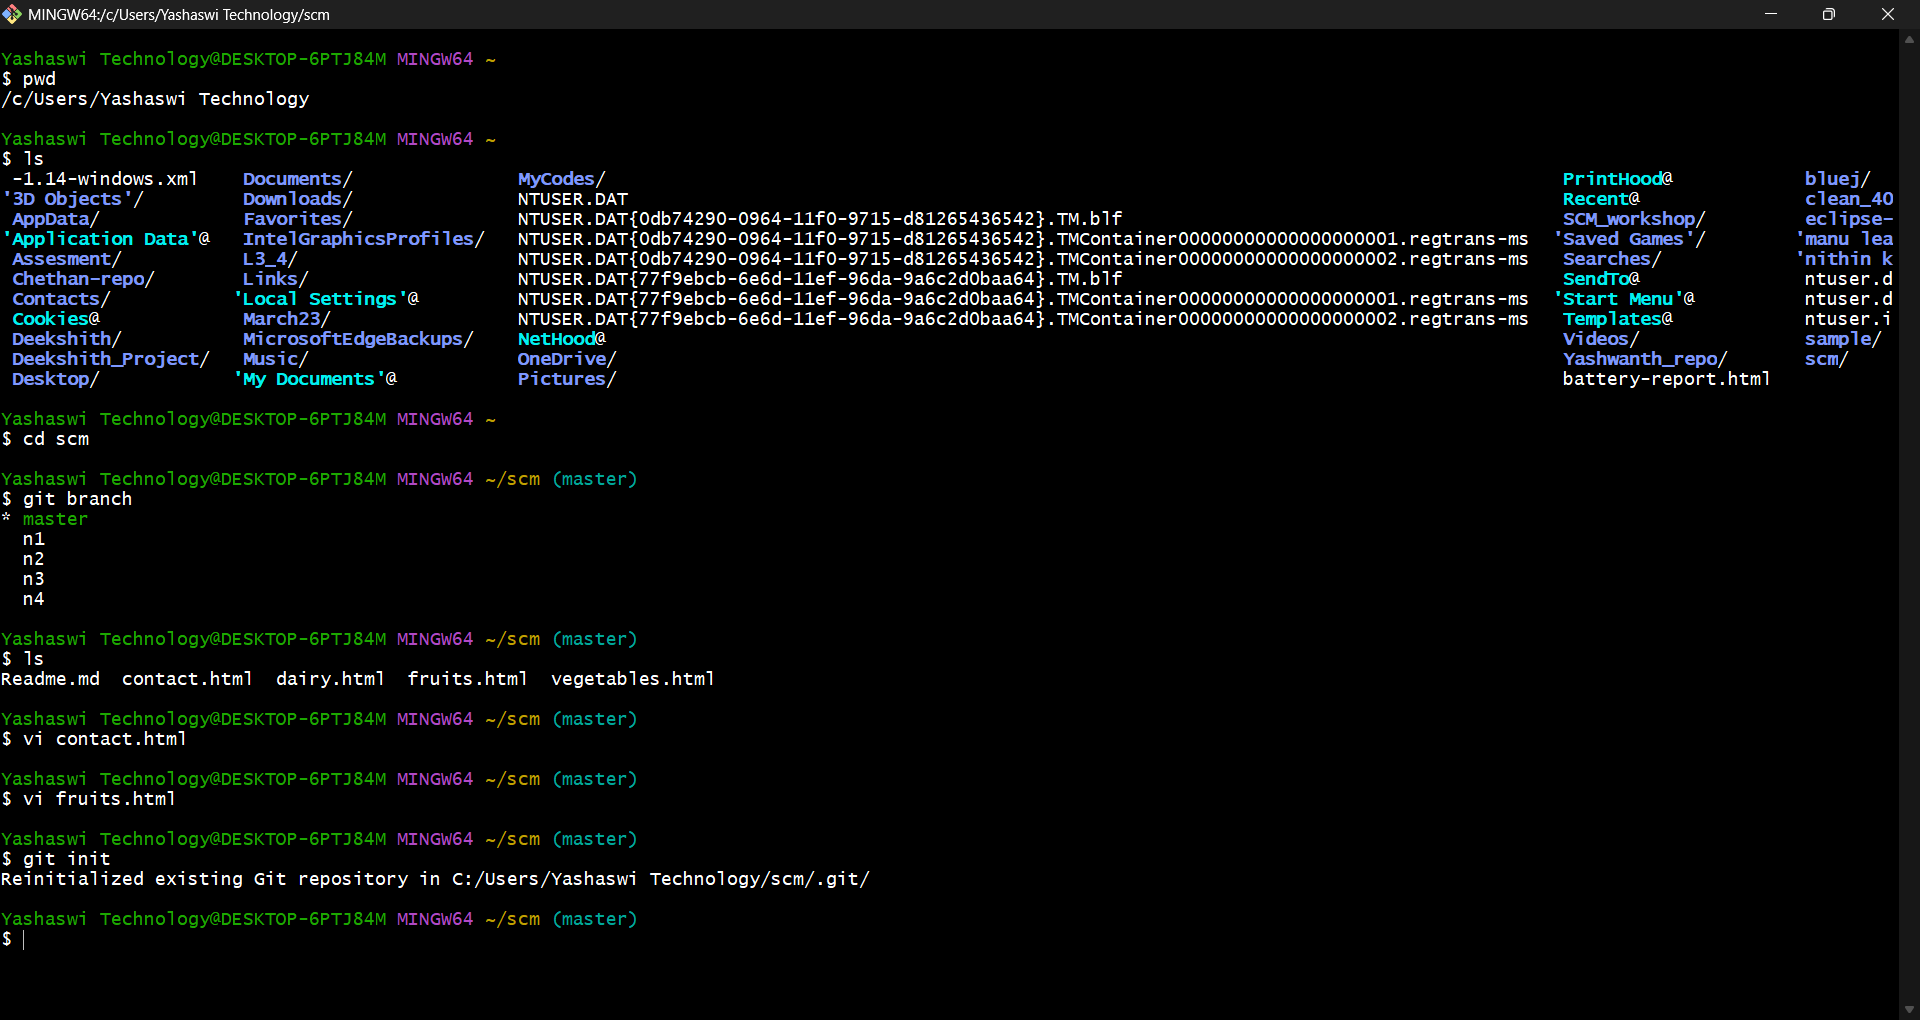 MINGW64:/c/Users/Yashaswi Technology/scm
Yashaswi Technology@DESKTOP-6PTJ84M MINGW64 ~
$ pwd
/c/Users/Yashaswi Technology
Yashaswi Technology@DESKTOP-6PTJ84M MINGW64 ~
$ ls
-1.14-windows.xml Documents/ MyCodes/ PrintHood@ bluej/
'3D Objects'/ Downloads/ NTUSER.DAT Recent@ clean_40
AppData/ Favorites/ NTUSER.DAT{0db74290-0964-11f0-9715-d81265436542}.TM.blf SCM_workshop/ eclipse-
'Application Data'@ IntelGraphicsProfiles/ NTUSER.DAT{0db74290-0964-11f0-9715-d81265436542}.TMContainer00000000000000000001.regtrans-ms 'Saved Games'/ 'manu lea
Assesment/ L3_4/ NTUSER.DAT{0db74290-0964-11f0-9715-d81265436542}.TMContainer00000000000000000002.regtrans-ms Searches/ 'nithin k
Chethan-repo/ Links/ NTUSER.DAT{77f9ebcb-6e6d-11ef-96da-9a6c2d0baa64}.TM.blf SendTo@ ntuser.d
Contacts/ 'Local Settings'@ NTUSER.DAT{77f9ebcb-6e6d-11ef-96da-9a6c2d0baa64}.TMContainer00000000000000000001.regtrans-ms 'Start Menu'@ ntuser.d
Cookies@ March23/ NTUSER.DAT{77f9ebcb-6e6d-11ef-96da-9a6c2d0baa64}.TMContainer00000000000000000002.regtrans-ms Templates@ ntuser.i
Deekshith/ MicrosoftEdgeBackups/ NetHood@ Videos/ sample/
Deekshith_Project/ Music/ OneDrive/ Yashwanth_repo/ scm/
Desktop/ 'My Documents'@ Pictures/ battery-report.html
Yashaswi Technology@DESKTOP-6PTJ84M MINGW64 ~
$ cd scm
Yashaswi Technology@DESKTOP-6PTJ84M MINGW64 ~/scm (master)
$ git branch
* master
n1
n2
n3
n4
Yashaswi Technology@DESKTOP-6PTJ84M MINGW64 ~/scm (master)
$ ls
Readme.md contact.html dairy.html fruits.html vegetables.html
Yashaswi Technology@DESKTOP-6PTJ84M MINGW64 ~/scm (master)
$ vi contact.html
Yashaswi Technology@DESKTOP-6PTJ84M MINGW64 ~/scm (master)
$ vi fruits.html
Yashaswi Technology@DESKTOP-6PTJ84M MINGW64 ~/scm (master)
$ git init
Reinitialized existing Git repository in C:/Users/Yashaswi Technology/scm/.git/
Yashaswi Technology@DESKTOP-6PTJ84M MINGW64 ~/scm (master)
$